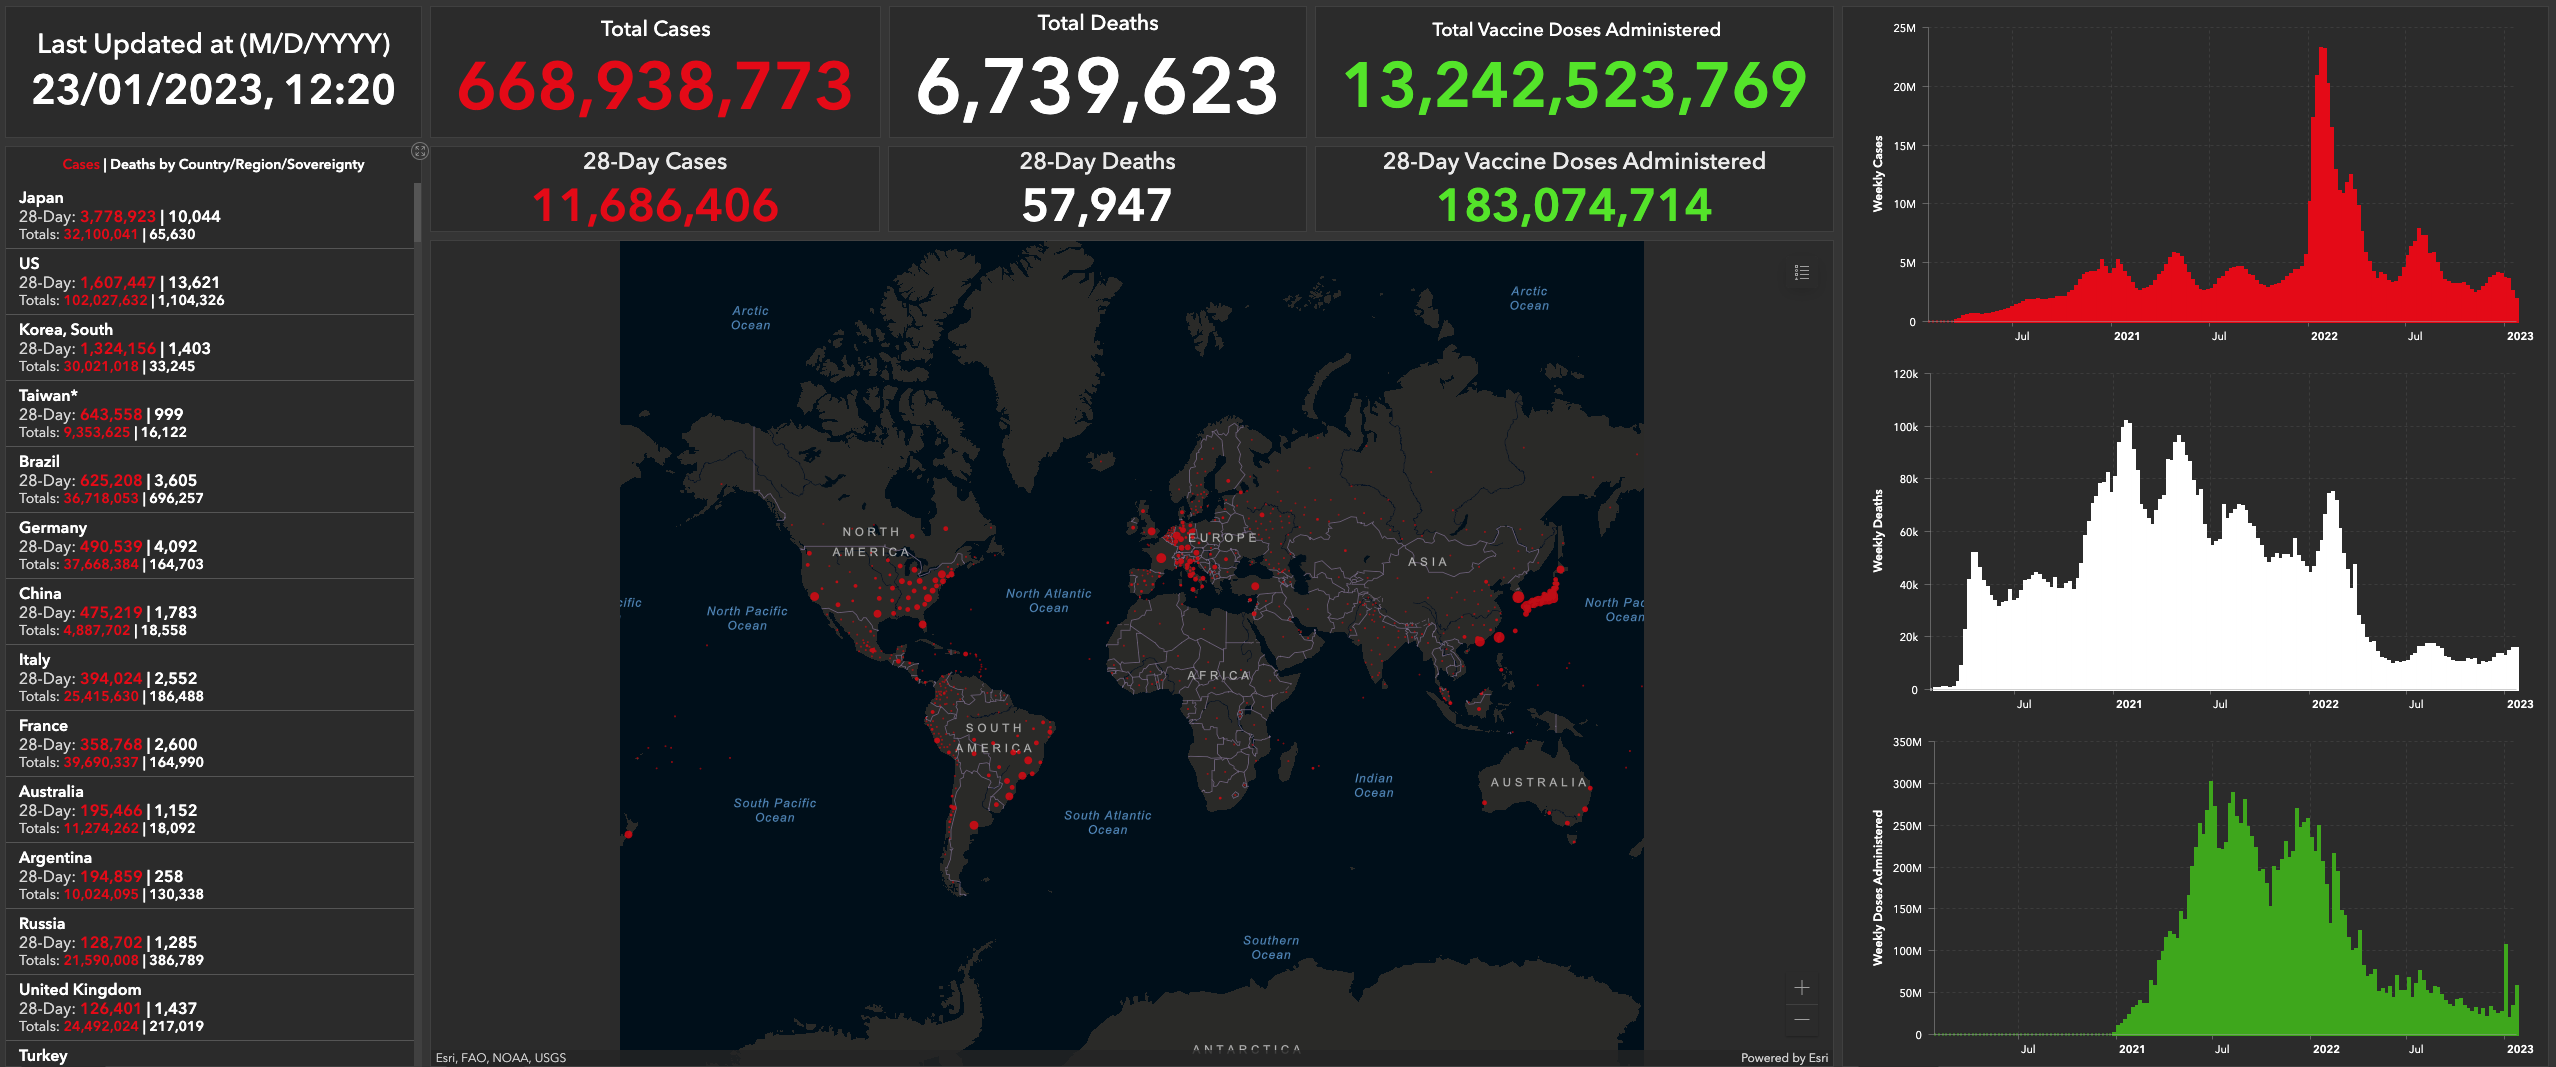 Last Updated at (M/D/YYYY)
23/01/2023, 12:20
Total Cases
668,938,773
Total Deaths
6,739,623
Total Vaccine Doses Administered
13,242,523,769
28-Day Cases
11,686,406
28-Day Deaths
57,947
28-Day Vaccine Doses Administered
183,074,714
Cases | Deaths by Country/Region/Sovereignty
Japan
28-Day: 3,778,923 | 10,044
Totals: 32,100,041 | 65,630
US
28-Day: 1,607,447 | 13,621
Totals: 102,027,632 | 1,104,326
Korea, South
28-Day: 1,324,156 | 1,403
Totals: 30,021,018 | 33,245
Taiwan*
28-Day: 643,558 | 999
Totals: 9,353,625 | 16,122
Brazil
28-Day: 625,208 | 3,605
Totals: 36,718,053 | 696,257
Germany
28-Day: 490,539 | 4,092
Totals: 37,668,384 | 164,703
China
28-Day: 475,219 | 1,783
Totals: 4,887,702 | 18,558
Italy
28-Day: 394,024 | 2,552
Totals: 25,415,630 | 186,488
France
28-Day: 358,768 | 2,600
Totals: 39,690,337 | 164,990
Australia
28-Day: 195,466 | 1,152
Totals: 11,274,262 | 18,092
Argentina
28-Day: 194,859 | 258
Totals: 10,024,095 | 130,338
Russia
28-Day: 128,702 | 1,285
Totals: 21,590,008 | 386,789
United Kingdom
28-Day: 126,401 | 1,437
Totals: 24,492,024 | 217,019
Turkey
Arctic
Ocean
Arctic
Ocean
NORTH
AMERICA
EUROPE
ASIA
cific
North Pacific
Ocean
North Atlantic
Ocean
North Pac
Ocean
AFRICA
SOUTH
AMERICA
AUSTRALIA
Indian
Ocean
South Pacific
Ocean
South Atlantic
Ocean
Southern
Ocean
ANTARCTICA
Esri, FAO, NOAA, USGS
Powered by Esri
Weekly Cases
25M
20M
15M
10M
5M
0
Jul
2021
Jul
2022
Jul
2023
Weekly Deaths
120k
100k
80k
60k
40k
20k
0
Jul
2021
Jul
2022
Jul
2023
Weekly Doses Administered
350M
300M
250M
200M
150M
100M
50M
0
Jul
2021
Jul
2022
Jul
2023